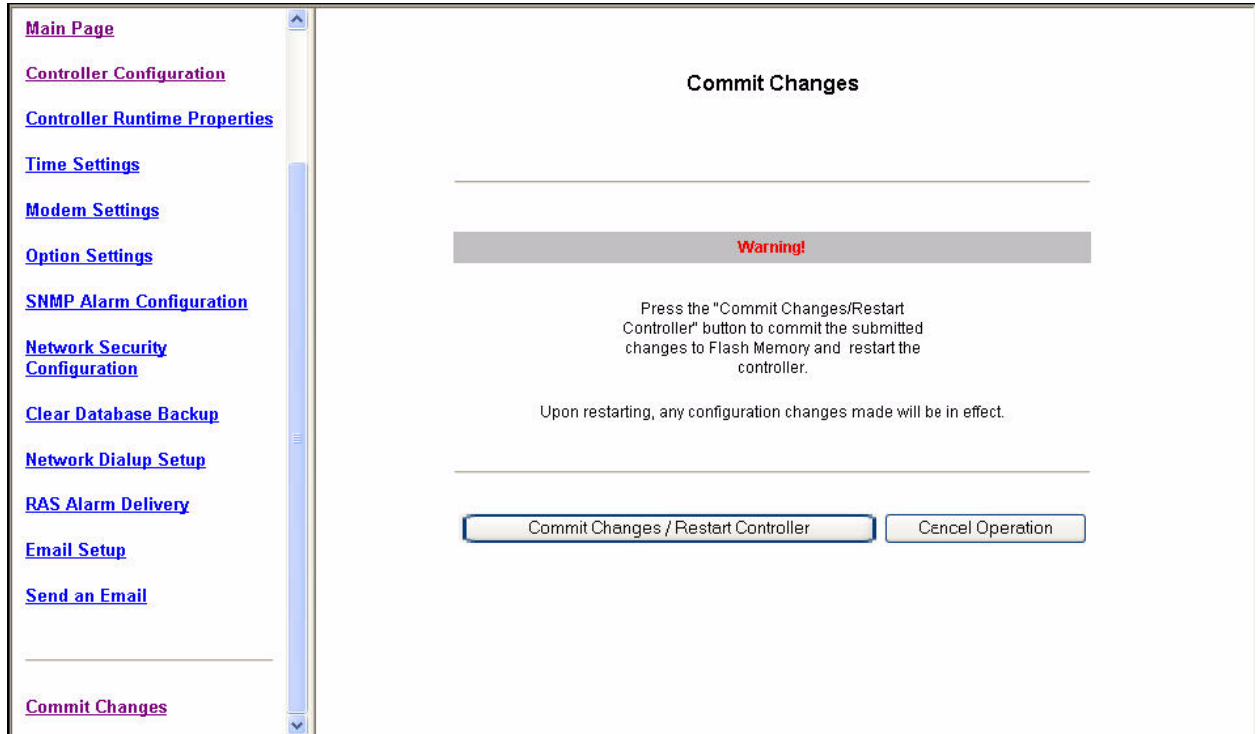 Main Page
Controller Configuration
Controller Runtime Properties
Time Settings
Modem Settings
Option Settings
SNMP Alarm Configuration
Network Security
Configuration
Clear Database Backup
Network Dialup Setup
RAS Alarm Delivery
Email Setup
Send an Email
Commit Changes
Commit Changes
Warning!
Press the "Commit Changes/Restart
Controller" button to commit the submitted
changes to Flash Memory and restart the
controller.
Upon restarting, any configuration changes made will be in effect.
Commit Changes / Restart Controller
Cancel Operation